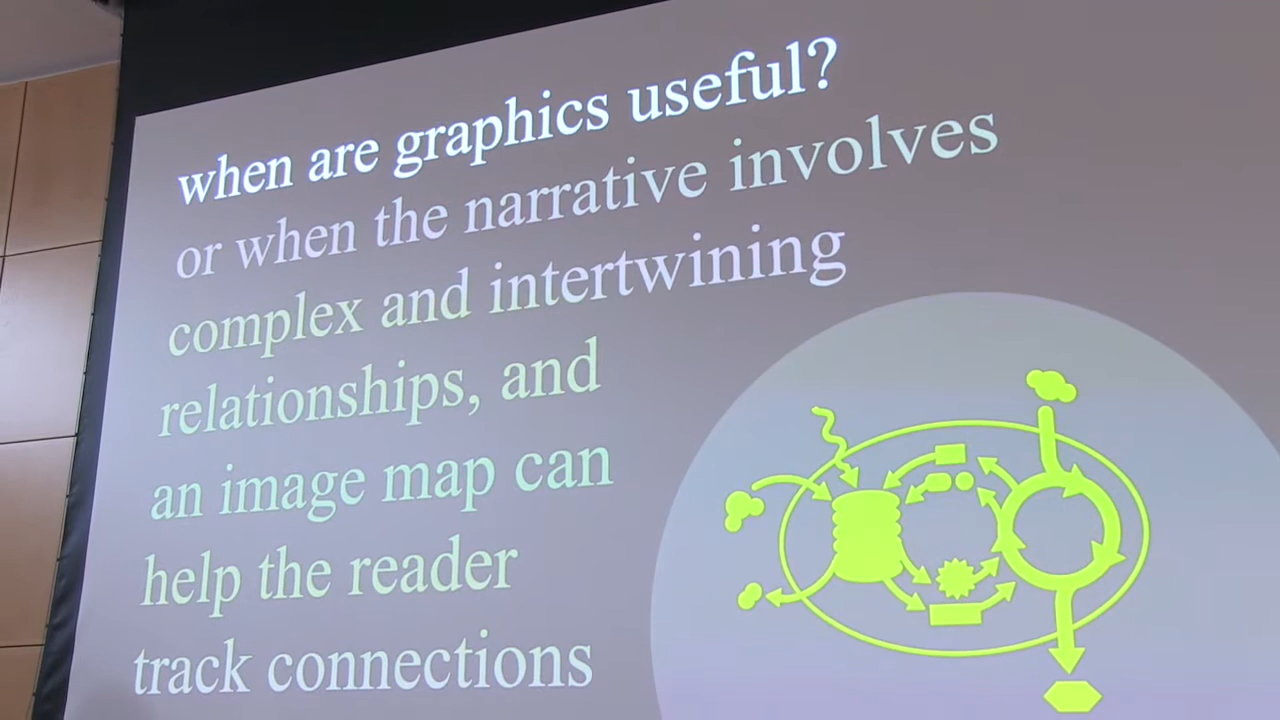 when are graphics useful?
or when the narrative involves
complex and intertwining
relationships, and
an image map can
help the reader
track connections